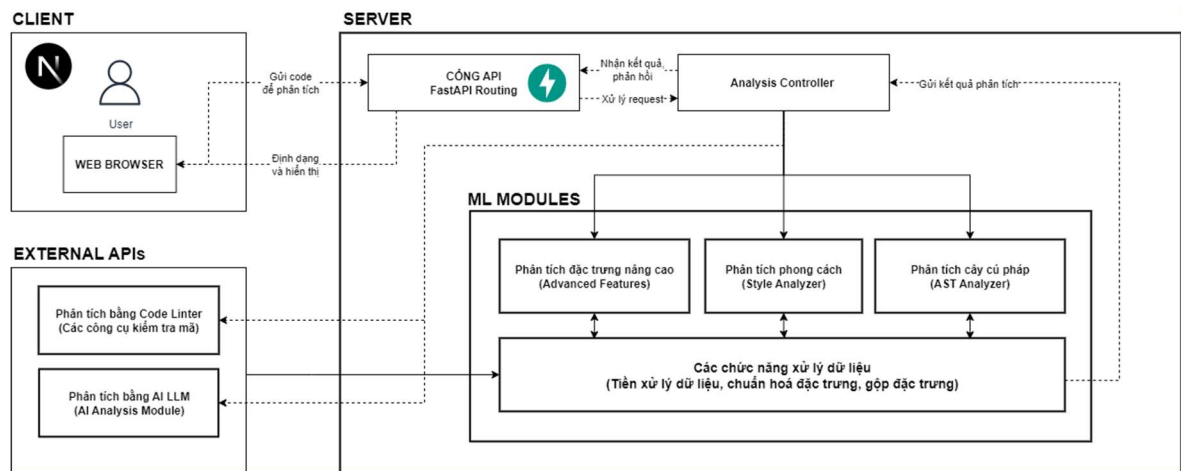 CLIENT
User
WEB BROWSER
Gửi code
để phân tích
Định dạng
và hiển thị
SERVER
CỔNG API
FastAPI Routing
Nhận kết quả,
phản hồi
Xử lý request
Analysis Controller
Gửi kết quả phân tích
ML MODULES
Phân tích đặc trưng nâng cao
(Advanced Features)
Phân tích phong cách
(Style Analyzer)
Phân tích cây cú pháp
(AST Analyzer)
Các chức năng xử lý dữ liệu
(Tiền xử lý dữ liệu, chuẩn hoá đặc trưng, gộp đặc trưng)
EXTERNAL APIs
Phân tích bằng Code Linter
(Các công cụ kiểm tra mã)
Phân tích bằng AI LLM
(AI Analysis Module)